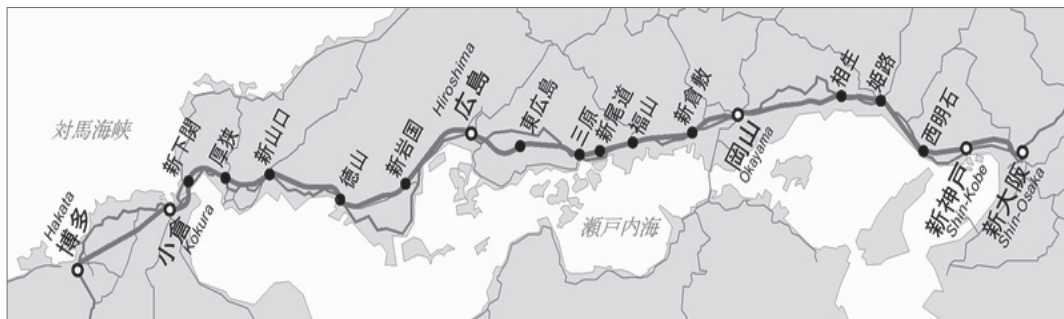 対馬海峡
瀬戸内海
博多
Hakata
小倉
Kokura
新下関
厚狭
新山口
徳山
新岩国
広島
Hiroshima
東広島
三原
新尾道
福山
新倉敷
岡山
Okayama
相生
姫路
西明石
新神戸
Shin-Kobe
新大阪
Shin-Osaka